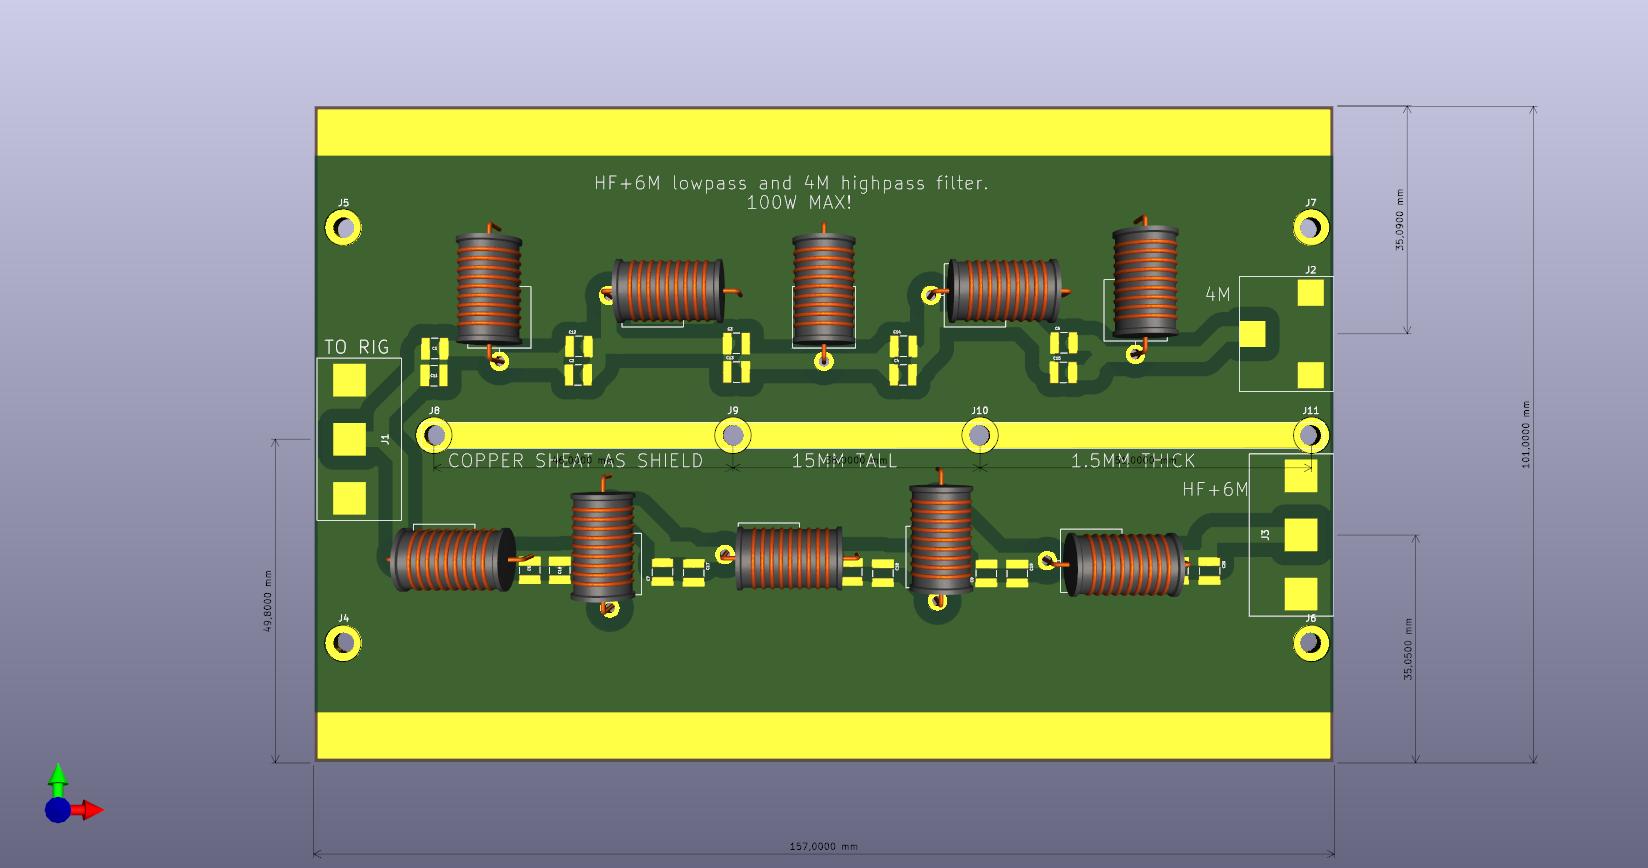 HF+6M lowpass and 4M highpass filter.
100W MAX!
J5
J7
J2
4M
TO RIG
J1
J8
J9
J10
J11
COPPER SHEAT AS SHIELD
15MM TALL
1.5MM THICK
HF+6M
J3
J4
J6
35,0900 mm
101,0000 mm
49,8000 mm
35,0500 mm
157,0000 mm